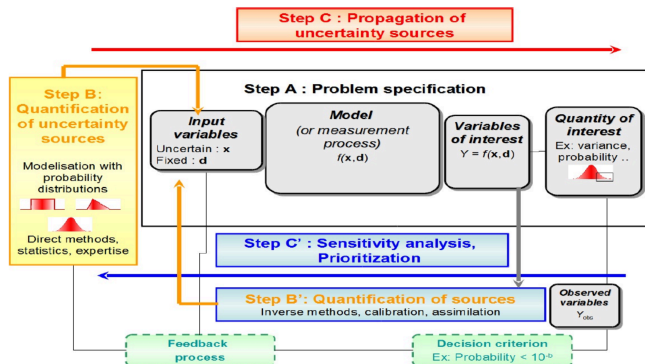 Step C : Propagation of
uncertainty sources
Step B:
Quantification
of uncertainty
sources
Modelisation with
probability
distributions
Direct methods,
statistics, expertise
Step A : Problem specification
Input
variables
Uncertain : x
Fixed : d
Model
(or measurement
process)
f(x,d)
Variables
of interest
Y = f(x,d)
Quantity of
interest
Ex: variance,
probability ..
Step C' : Sensitivity analysis,
Prioritization
Step B': Quantification of sources
Inverse methods, calibration, assimilation
Observed
variables
Yobs
Feedback
process
Decision criterion
Ex: Probability < 10